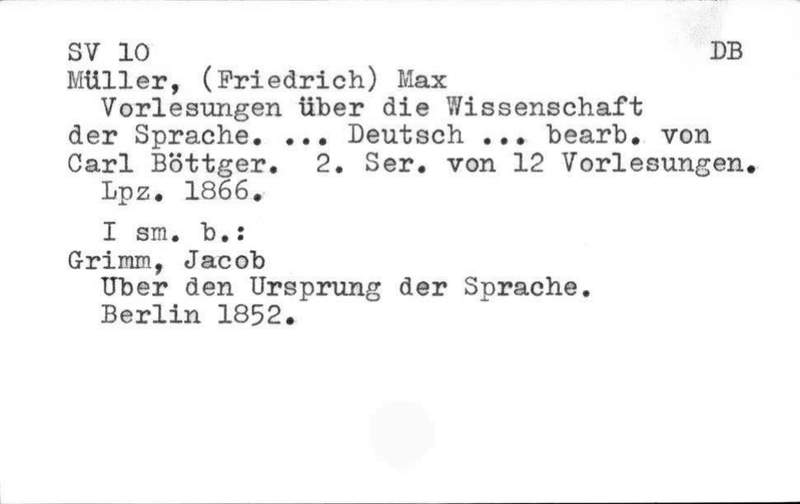 SV 10 DB
Müller, (Friedrich) Max
Vorlesungen über die Wissenschaft
der Sprache. ... Deutsch ... bearb. von
Carl Böttger. 2. Ser. von 12 Vorlesungen.
Lpz. 1866.
I sm. b.:
Grimm, Jacob
Uber den Ursprung der Sprache.
Berlin 1852.